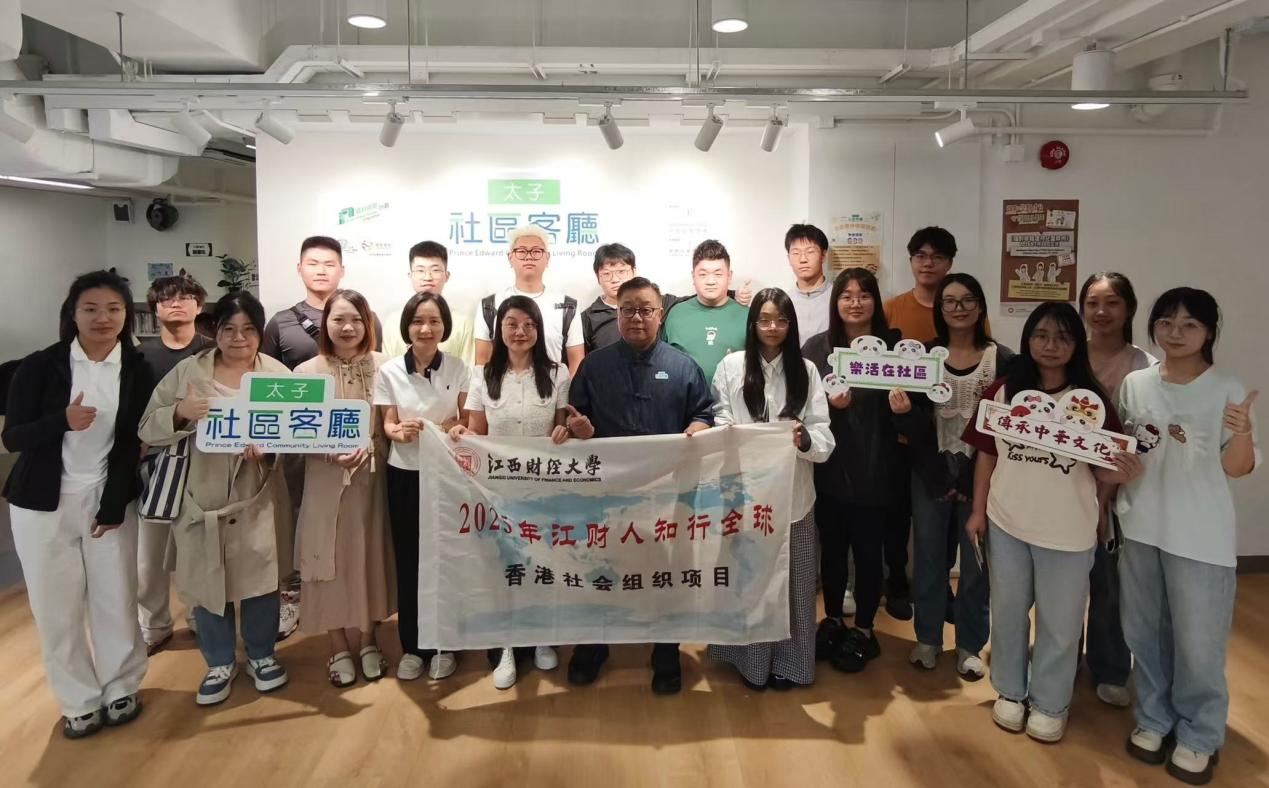 太子
社區客廳
Prince Edward Community Living Room
太子
社區客廳
Prince Edward Community Living Room
樂活在社區
傳承中華文化
KISS YOURS
江西财经大学
JIANGXI UNIVERSITY OF FINANCE AND ECONOMICS
2025年江财人知行全球
香港社会组织项目